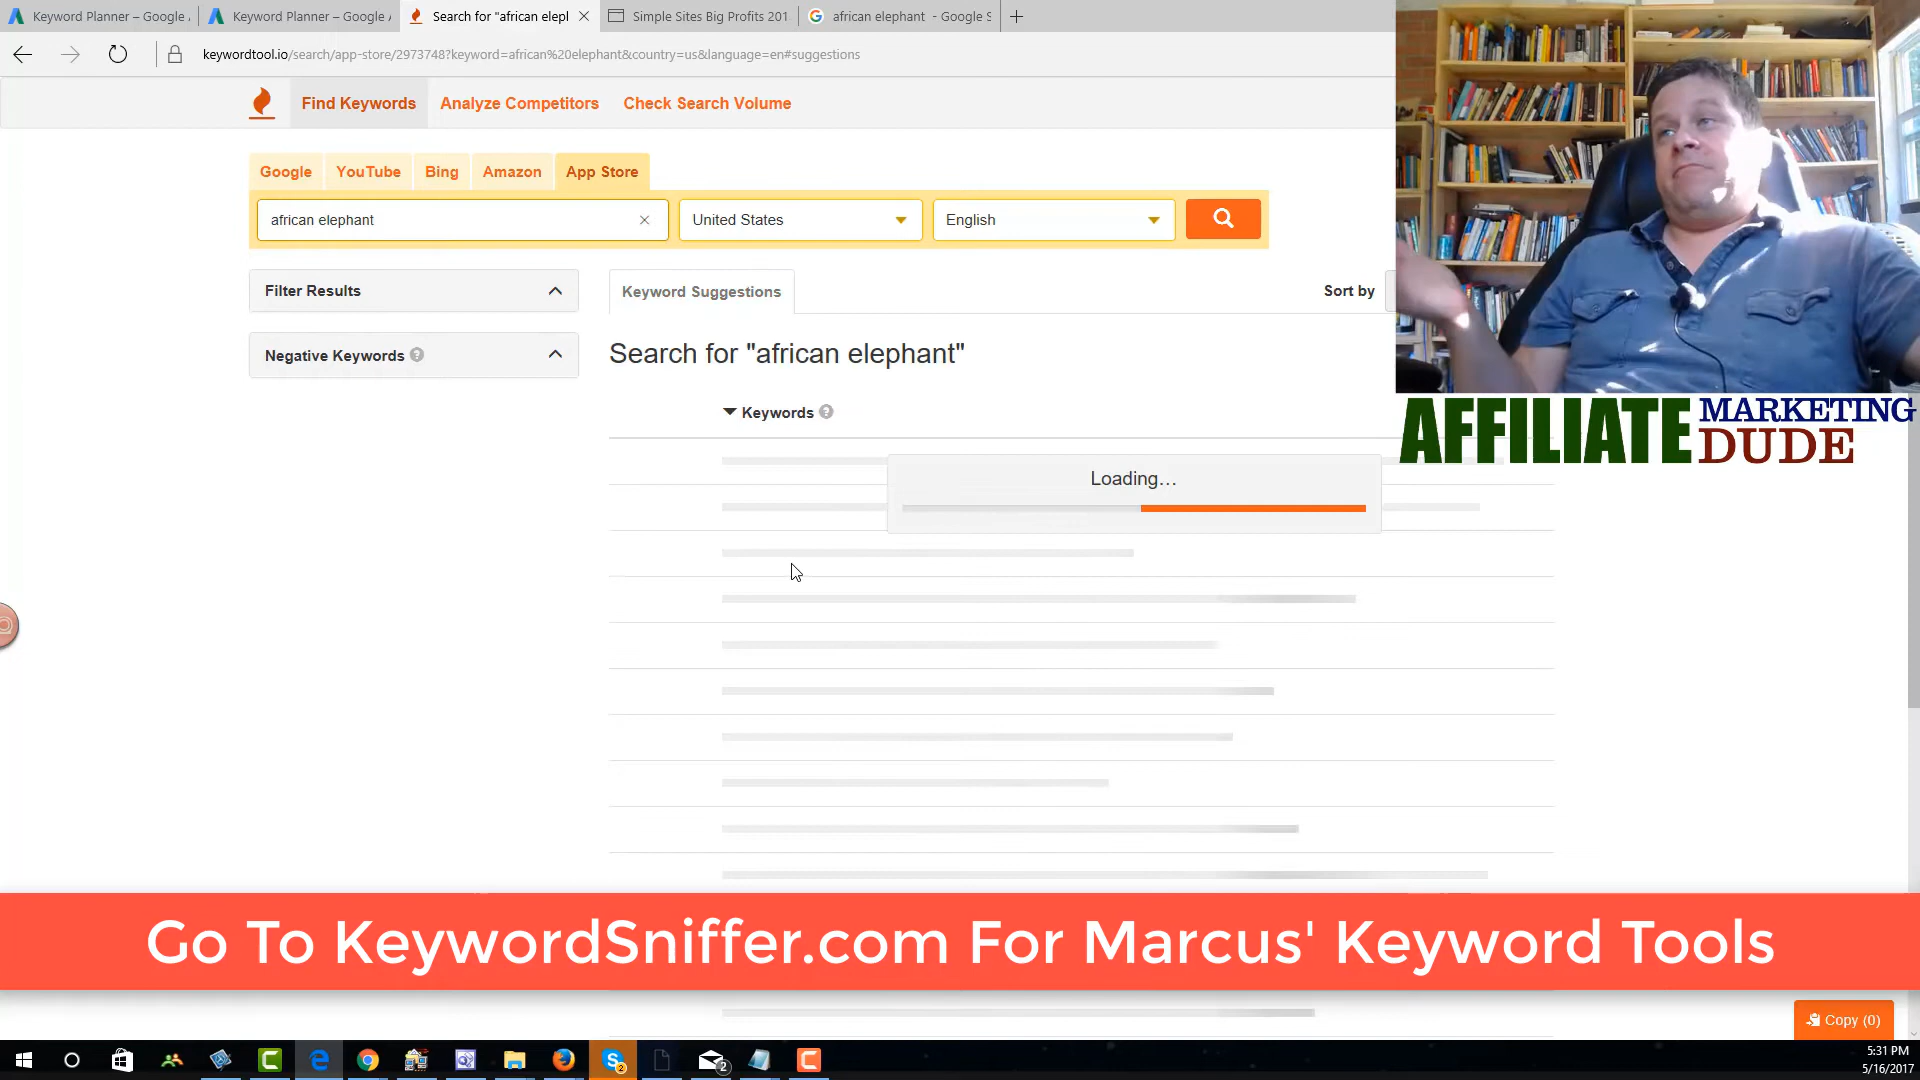 Keyword Planner – Google A
Keyword Planner – Google A
Search for "african elepl
Simple Sites Big Profits 201
african elephant - Google S
keywordtool.io/search/app-store/2973748?keyword=african%20elephant&country=us&language=en#suggestions
Find Keywords
Analyze Competitors
Check Search Volume
Google
YouTube
Bing
Amazon
App Store
african elephant
United States
English
Filter Results
Keyword Suggestions
Sort by
Negative Keywords
Search for "african elephant"
Keywords
Loading...
AFFILIATE MARKETING
DUDE
Go To KeywordSniffer.com For Marcus' Keyword Tools
Copy (0)
2
2
5:31 PM
5/16/2017